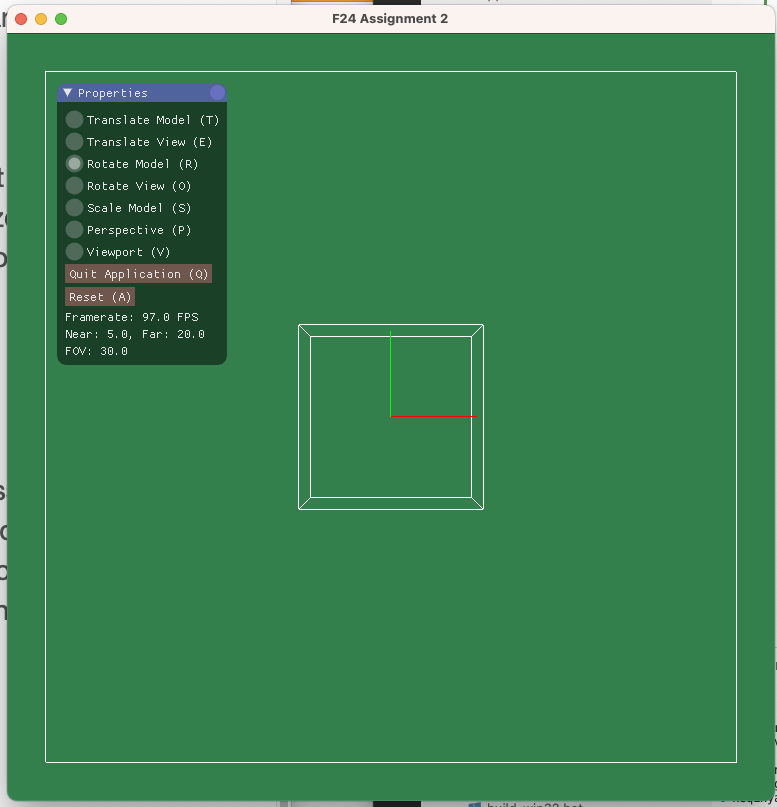 F24 Assignment 2
Properties
Translate Model (T)
Translate View (E)
Rotate Model (R)
Rotate View (O)
Scale Model (S)
Perspective (P)
Viewport (V)
Quit Application (Q)
Reset (A)
Framerate: 97.0 FPS
Near: 5.0, Far: 20.0
FOV: 30.0